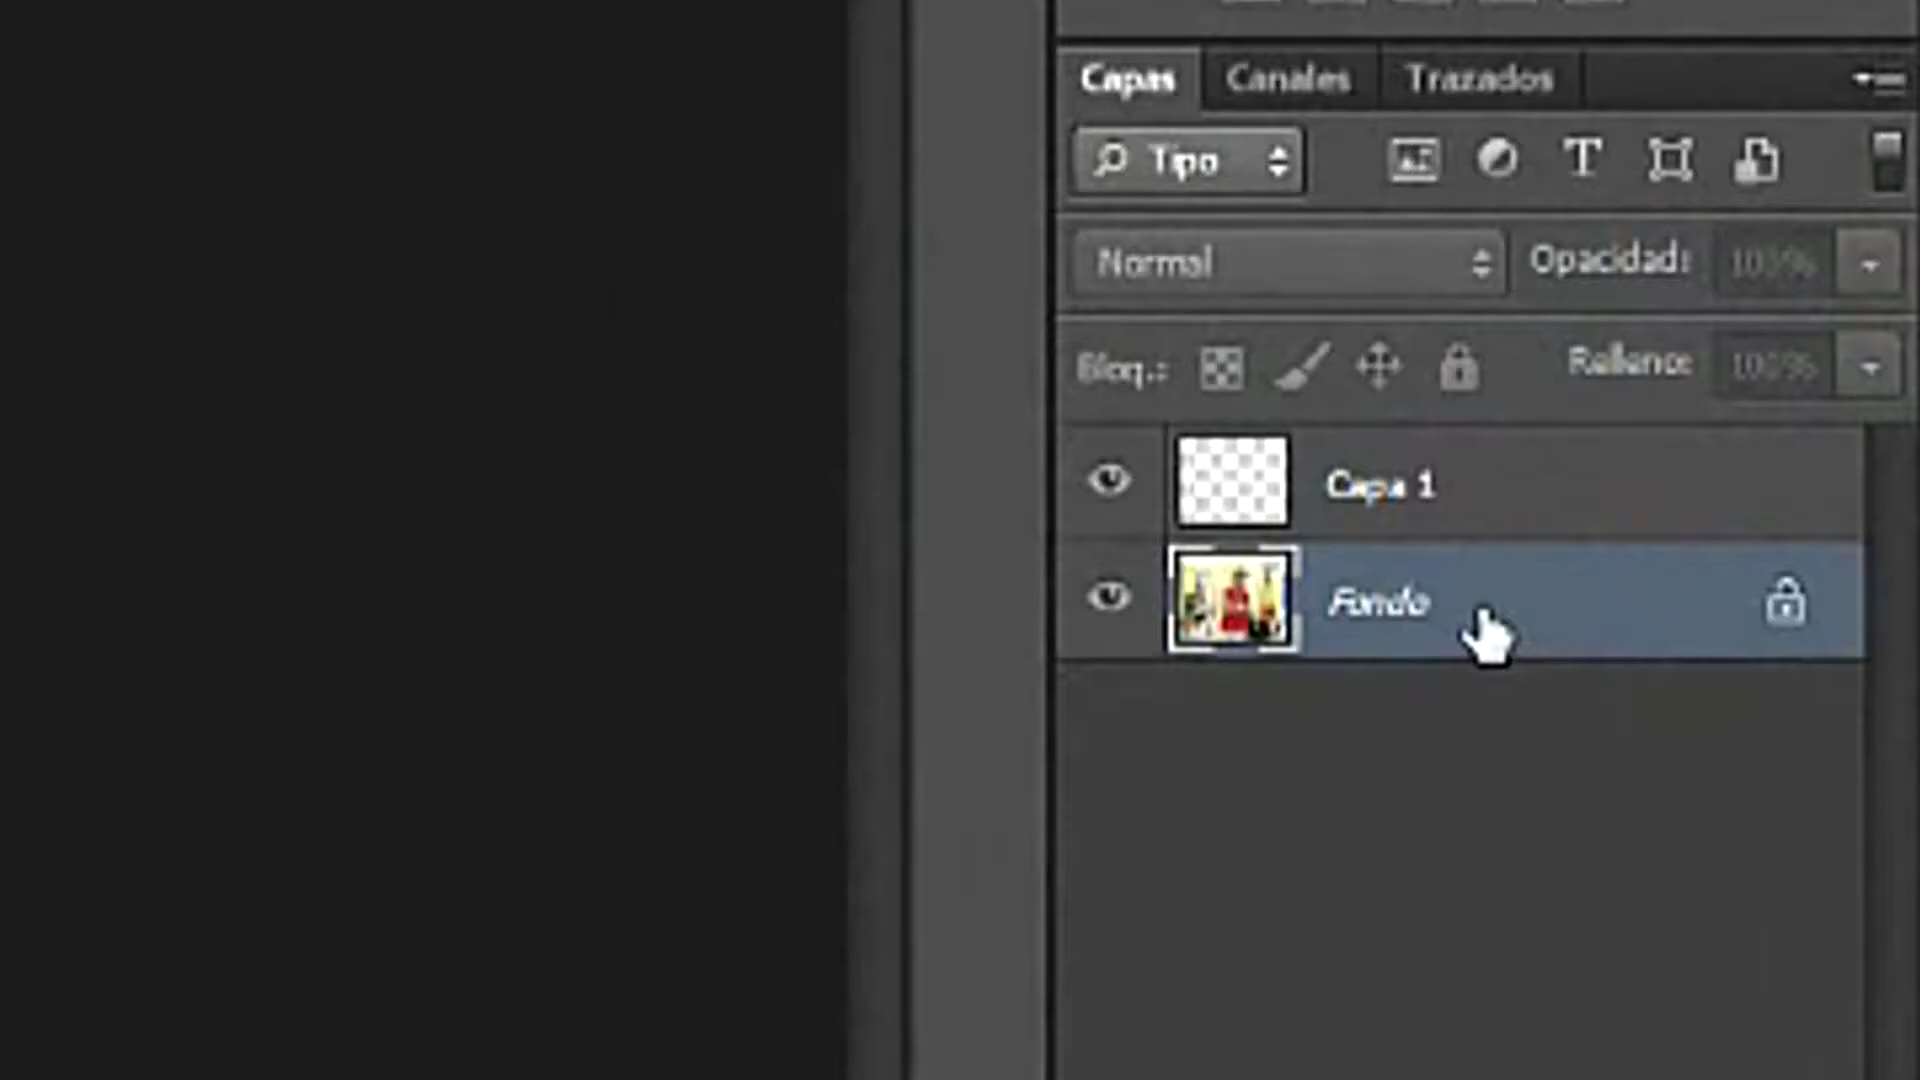 Capas Canales Trazados
Tipo T
Normal Opacidad: 100%
Bloq.: Relleno: 100%
Capa 1
Fondo